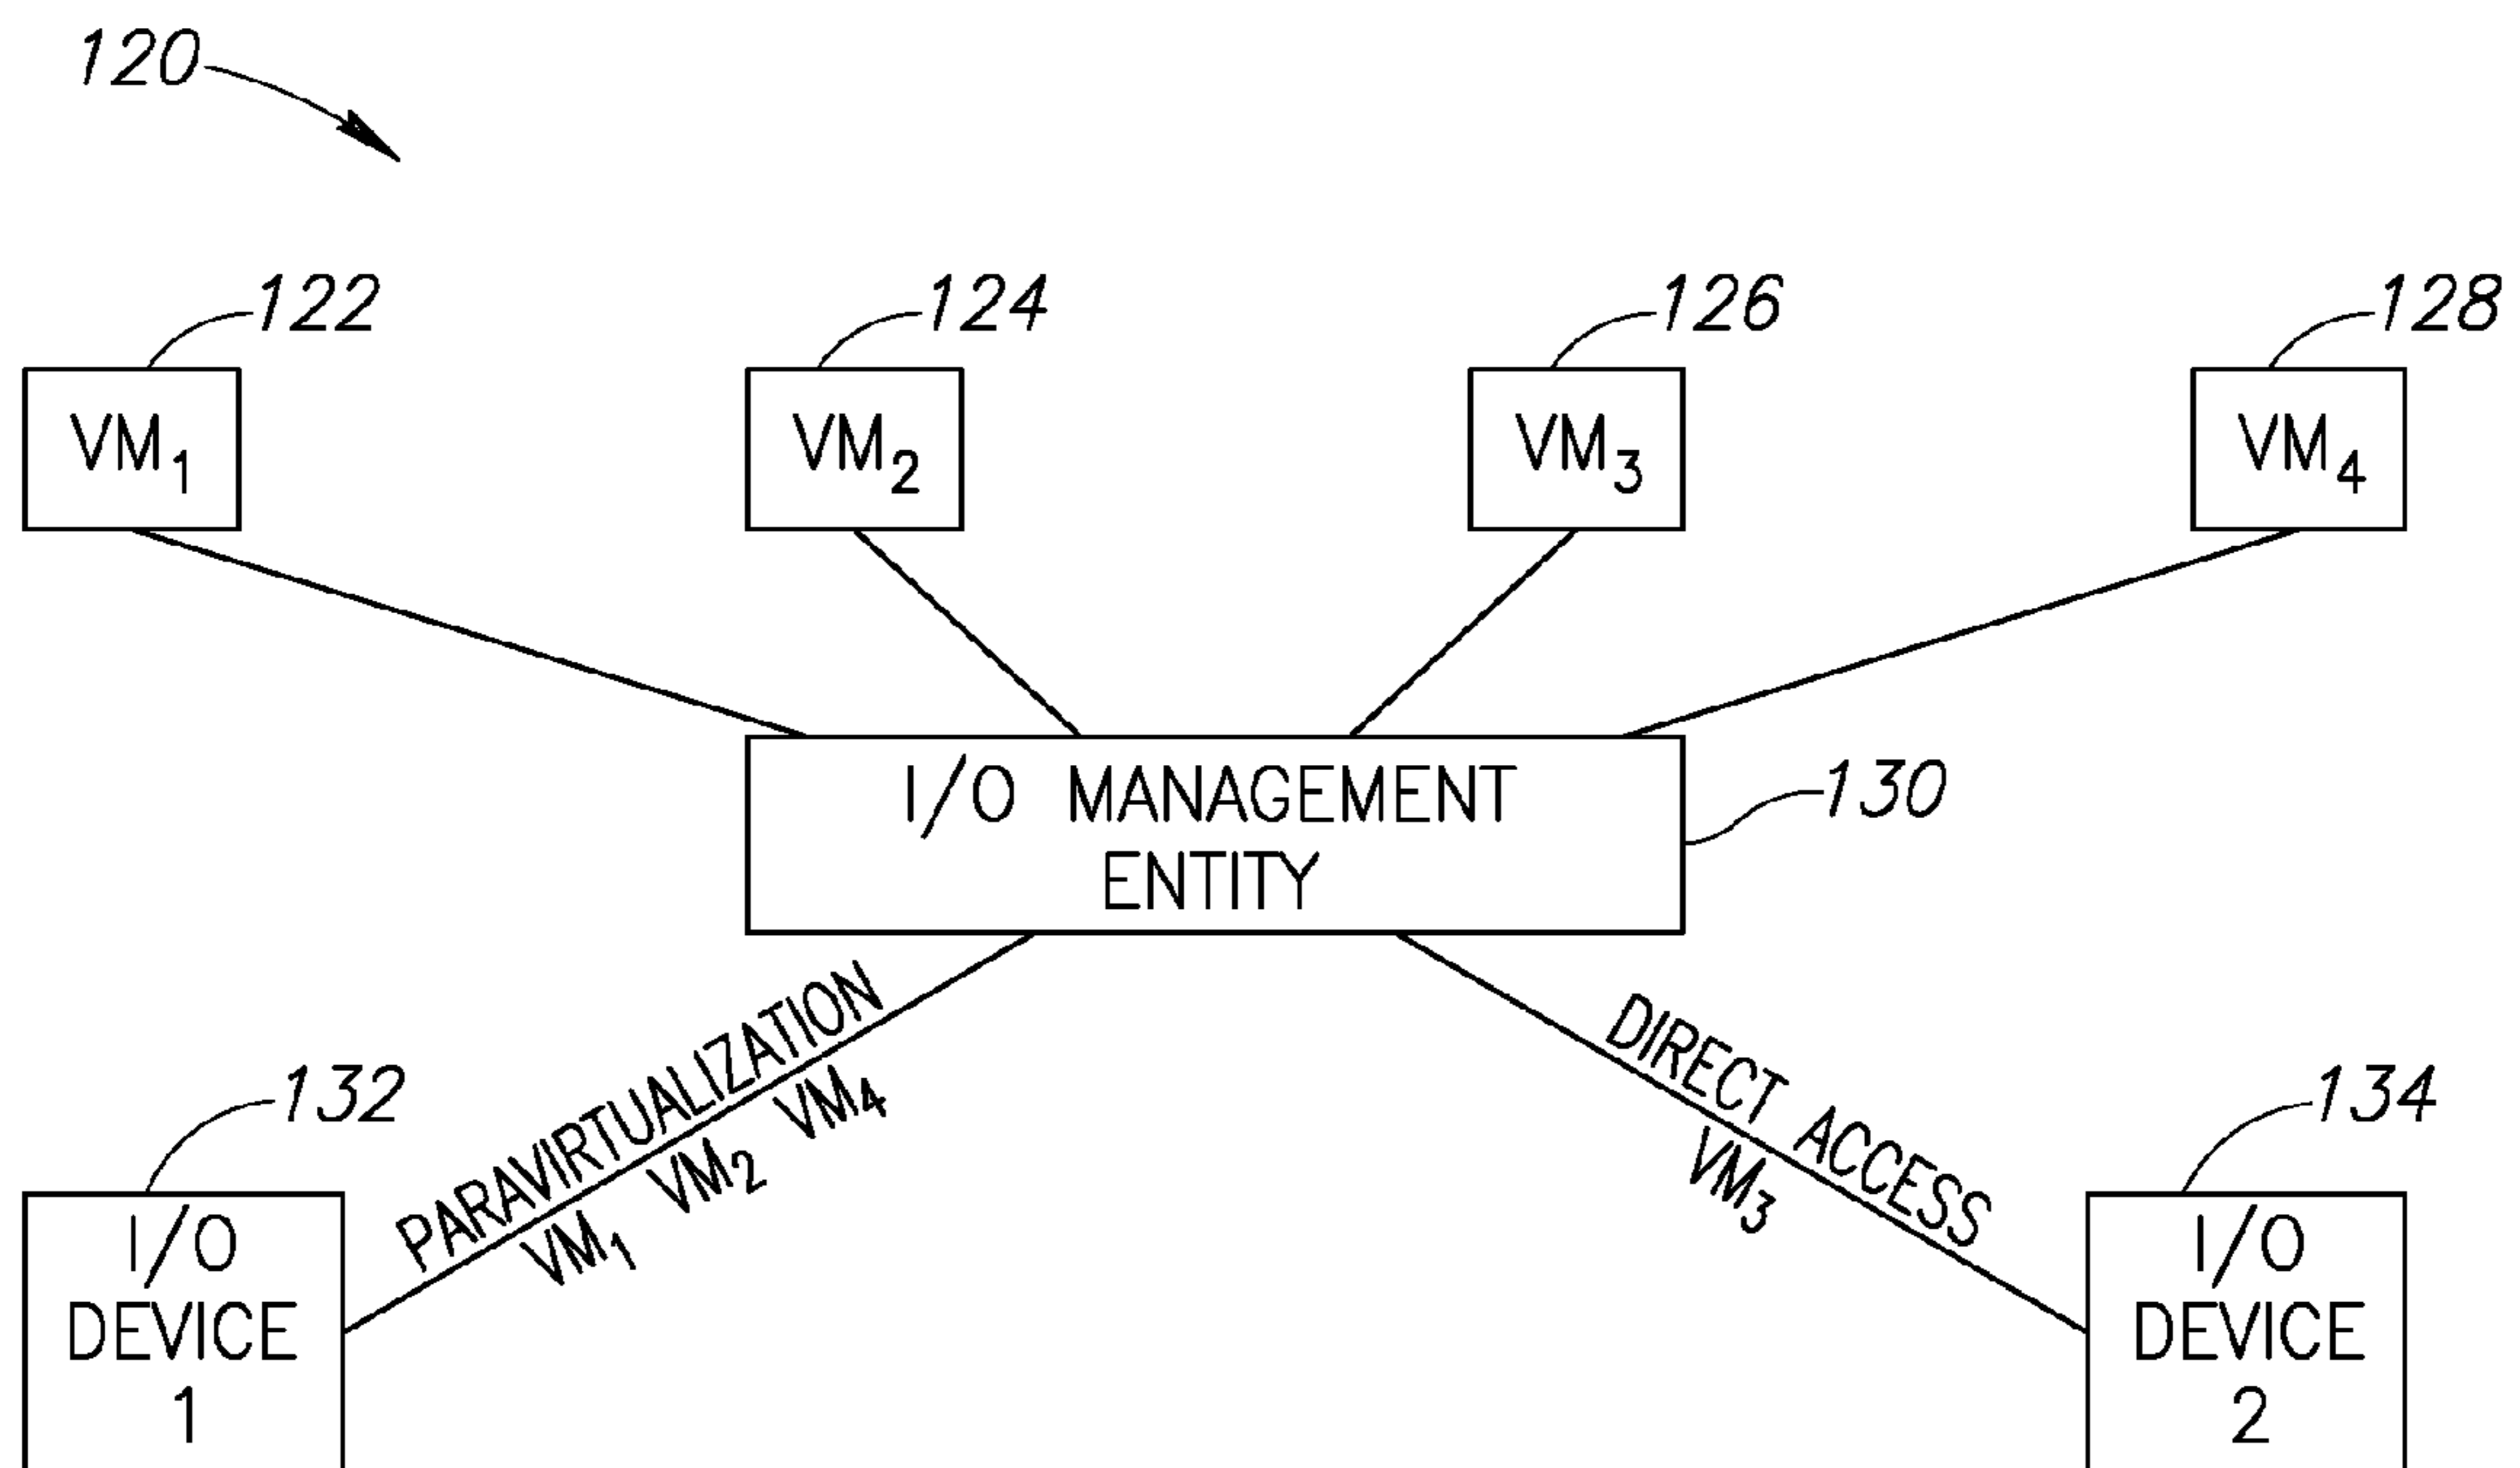 120
122
124
126
128
VM1
VM2
VM3
VM4
I/O MANAGEMENT
ENTITY
130
PARAVIRTUALIZATION
VM1 VM2 VM4
DIRECT ACCESS
VM3
132
134
I/O
DEVICE
1
I/O
DEVICE
2